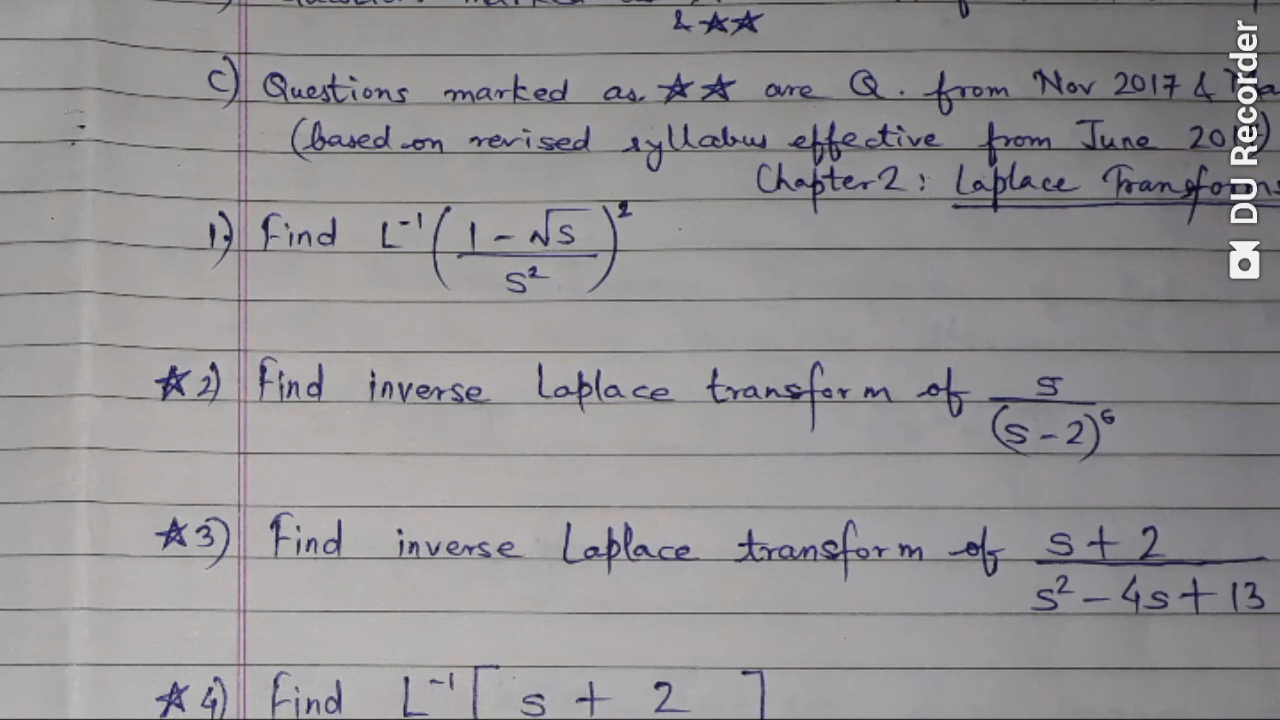 & ☆☆
C) Questions marked as ☆☆ are Q. from Nov 2017 &
(based on revised syllabus effective from June
Chapter 2: Laplace Transforms
1) Find L⁻¹((1 - √s)/s²)²
☆2) Find inverse Laplace transform of s/(s-2)⁶
☆3) Find inverse Laplace transform of (s+2)/(s² - 4s + 13)
☆4) Find L⁻¹[s + 2]
DU Recorder